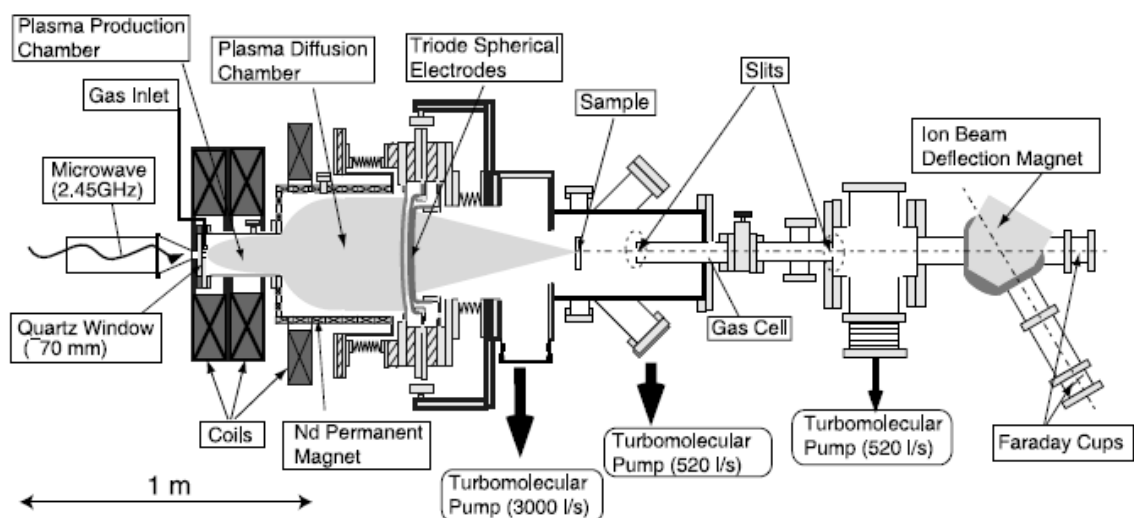 Plasma Production
Chamber
Gas Inlet
Microwave
(2.45GHz)
Quartz Window
(¯70 mm)
Coils
1 m
Plasma Diffusion
Chamber
Nd Permanent
Magnet
Triode Spherical
Electrodes
Turbomolecular
Pump (3000 l/s)
Sample
Slits
Gas Cell
Turbomolecular
Pump (520 l/s)
Turbomolecular
Pump (520 l/s)
Ion Beam
Deflection Magnet
Faraday Cups